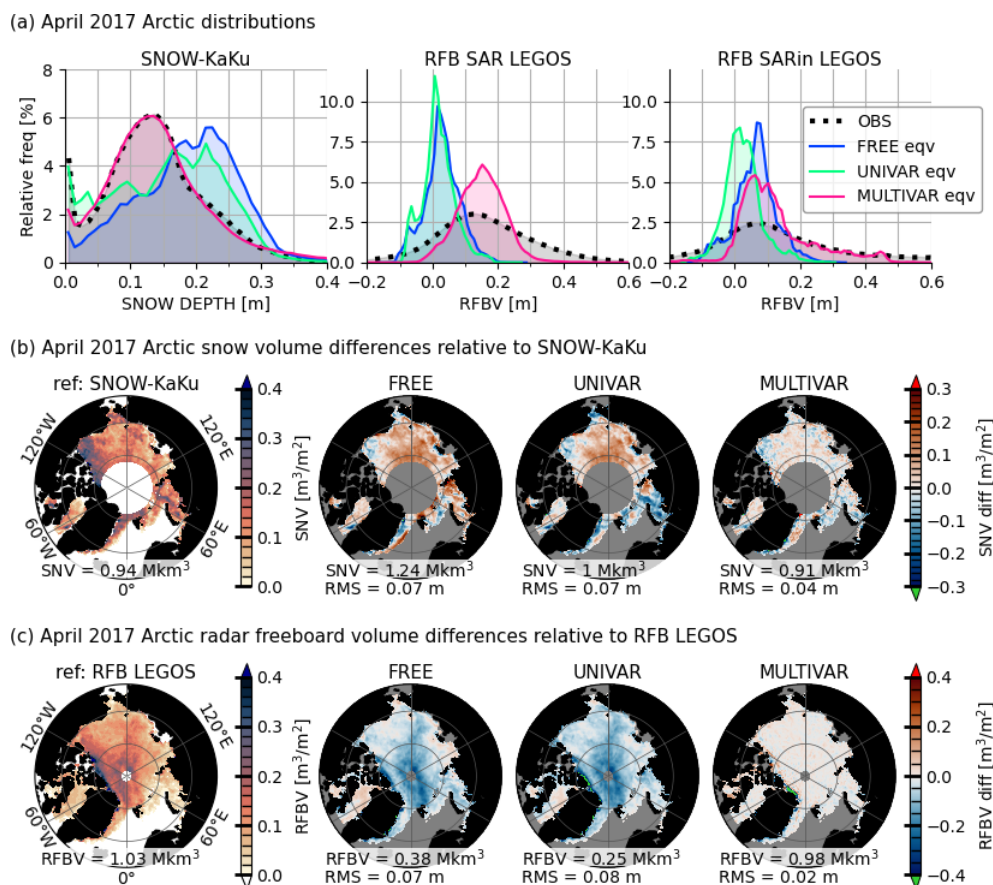 (a) April 2017 Arctic distributions
SNOW-KaKu
RFB SAR LEGOS
RFB SARin LEGOS
Relative freq [%]
8
6
4
2
0
0.0 0.1 0.2 0.3 0.4
SNOW DEPTH [m]
10.0
7.5
5.0
2.5
0.0
−0.2 0.0 0.2 0.4 0.6
RFBV [m]
10.0
7.5
5.0
2.5
0.0
−0.2 0.0 0.2 0.4 0.6
RFBV [m]
OBS
FREE eqv
UNIVAR eqv
MULTIVAR eqv
(b) April 2017 Arctic snow volume differences relative to SNOW-KaKu
ref: SNOW-KaKu
FREE
UNIVAR
MULTIVAR
120°W
120°E
60°W
60°E
0°
SNV = 0.94 Mkm³
0.4
0.3
0.2
0.1
0.0
SNV [m³/m²]
SNV = 1.24 Mkm³
RMS = 0.07 m
SNV = 1 Mkm³
RMS = 0.07 m
SNV = 0.91 Mkm³
RMS = 0.04 m
0.3
0.2
0.1
0.0
−0.1
−0.2
−0.3
SNV diff [m³/m²]
(c) April 2017 Arctic radar freeboard volume differences relative to RFB LEGOS
ref: RFB LEGOS
FREE
UNIVAR
MULTIVAR
120°W
120°E
60°W
60°E
0°
RFBV = 1.03 Mkm³
0.4
0.3
0.2
0.1
0.0
RFBV [m³/m²]
RFBV = 0.38 Mkm³
RMS = 0.07 m
RFBV = 0.25 Mkm³
RMS = 0.08 m
RFBV = 0.98 Mkm³
RMS = 0.02 m
0.4
0.2
0.0
−0.2
−0.4
RFBV diff [m³/m²]